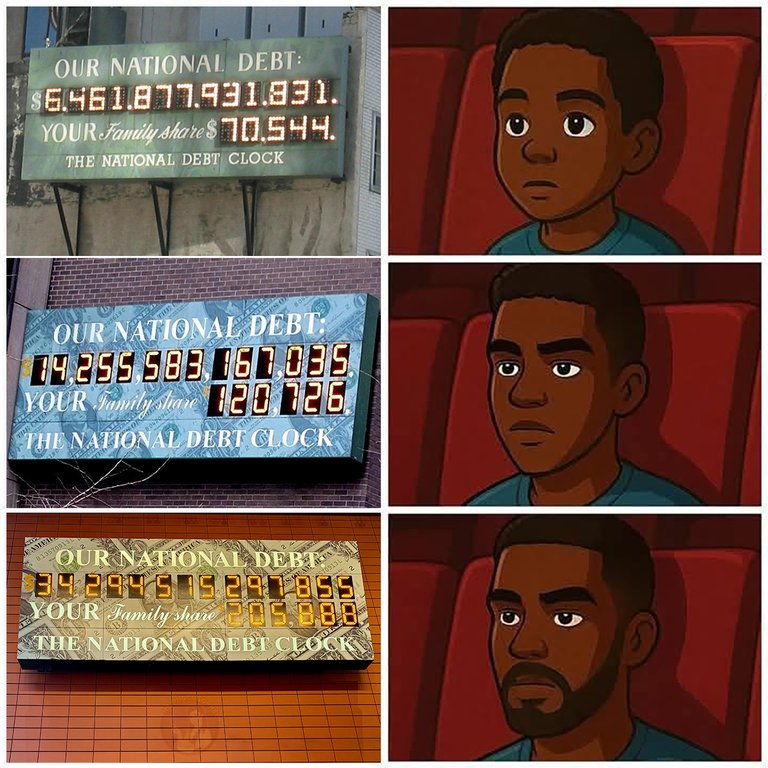 OUR NATIONAL DEBT:
$6,461,877,931,831.
YOUR Family share $70,544.
THE NATIONAL DEBT CLOCK
OUR NATIONAL DEBT:
$14,255,583,167,035.
YOUR Family share $120,726.
THE NATIONAL DEBT CLOCK
OUR NATIONAL DEBT:
$34 294 515 297 855
YOUR Family share $205,888
THE NATIONAL DEBT CLOCK